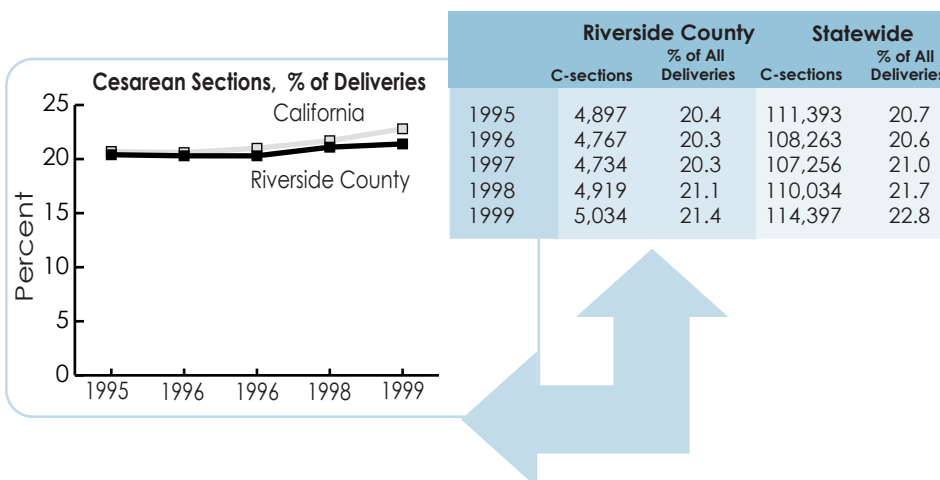 Cesarean Sections, % of Deliveries
25
20
15
10
5
0
Percent
California
Riverside County
1995 1996 1996 1998 1999
Riverside County Statewide
% of All % of All
C-sections Deliveries C-sections Deliveries
1995 4,897 20.4 111,393 20.7
1996 4,767 20.3 108,263 20.6
1997 4,734 20.3 107,256 21.0
1998 4,919 21.1 110,034 21.7
1999 5,034 21.4 114,397 22.8